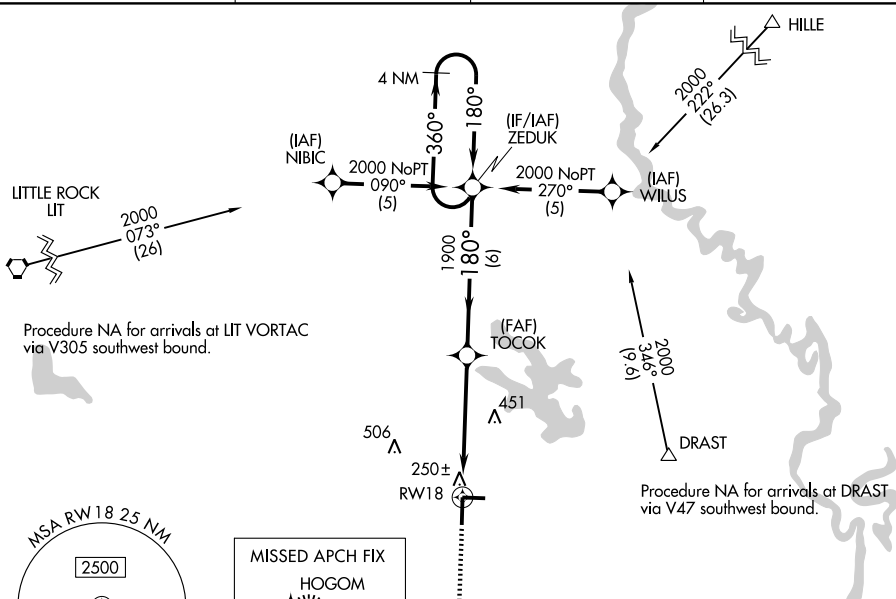 HILLE
2000
222°
(26.3)
4 NM
360°
180°
(IF/IAF)
ZEDUK
(IAF)
NIBIC
2000 NoPT
090°
(5)
2000 NoPT
270°
(5)
(IAF)
WILUS
LITTLE ROCK
LIT
2000
073°
(26)
1900
180°
(6)
Procedure NA for arrivals at LIT VORTAC
via V305 southwest bound.
(FAF)
TOCOK
2000
346°
(9.6)
451
506
DRAST
250±
RW18
Procedure NA for arrivals at DRAST
via V47 southwest bound.
MSA RW18 25 NM
2500
MISSED APCH FIX
HOGOM